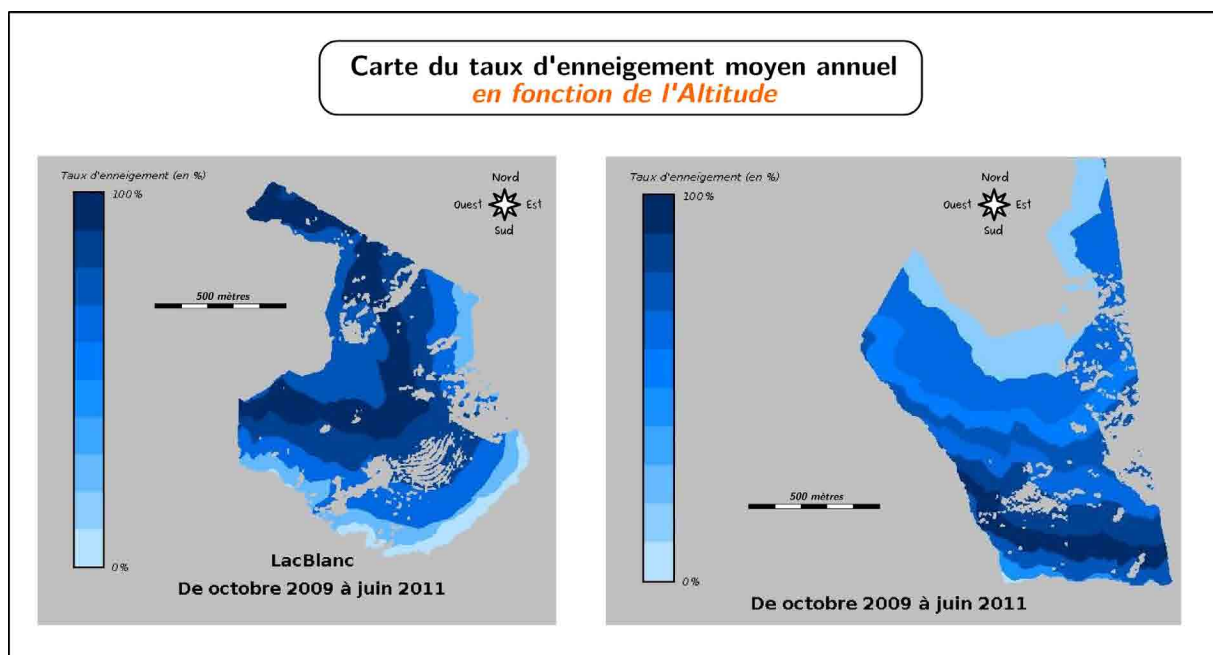 Carte du taux d'enneigement moyen annuel
en fonction de l'Altitude
Taux d'enneigement (en %)
100%
Nord
Ouest
Est
Sud
500 mètres
0%
LacBlanc
De octobre 2009 à juin 2011
Taux d'enneigement (en %)
100%
Nord
Ouest
Est
Sud
500 mètres
0%
De octobre 2009 à juin 2011